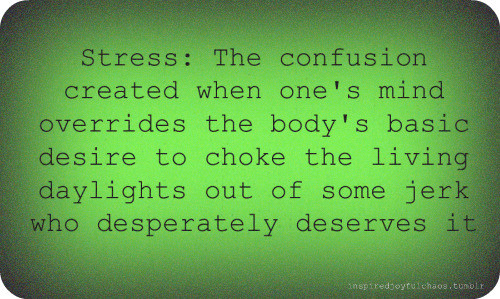 Stress: The confusion
created when one's mind
overrides the body's basic
desire to choke the living
daylights out of some jerk
who desperately deserves it
inspiredjoyfulchaos.tumblr